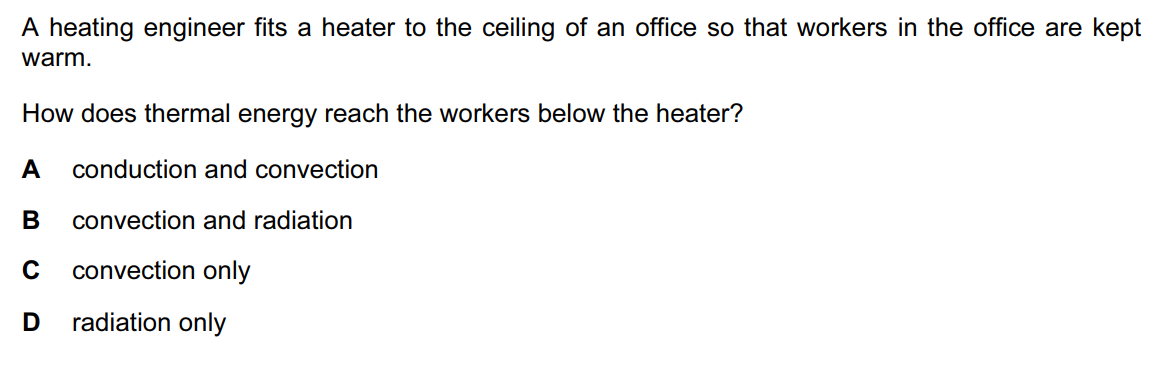 A heating engineer fits a heater to the ceiling of an office so that workers in the office are kept
warm.
How does thermal energy reach the workers below the heater?
A conduction and convection
B convection and radiation
C convection only
D radiation only